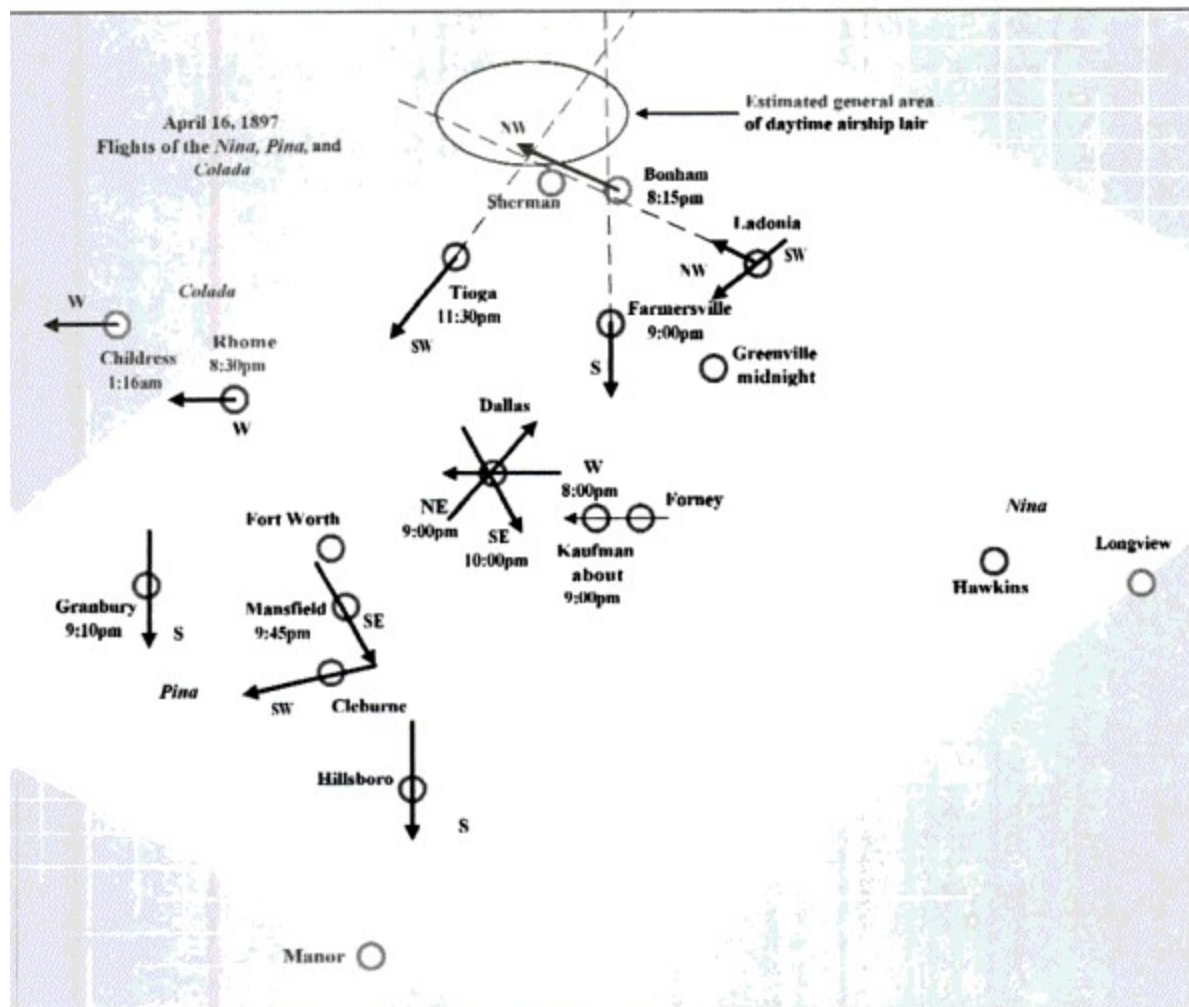 April 16, 1897
Flights of the Nina, Pina, and
Colada
NW
Estimated general area
of daytime airship lair
Sherman
Bonham
8:15pm
Ladonia
NW
SW
Tioga
11:30pm
SW
Colada
W
Childress
1:16am
Rhome
8:30pm
W
Farmersville
9:00pm
S
Greenville
midnight
Dallas
W
8:00pm
NE
9:00pm
SE
10:00pm
Forney
Kaufman
about
9:00pm
Nina
Hawkins
Longview
Fort Worth
Granbury
9:10pm
S
Mansfield
9:45pm
SE
Pina
SW
Cleburne
Hillsboro
S
Manor